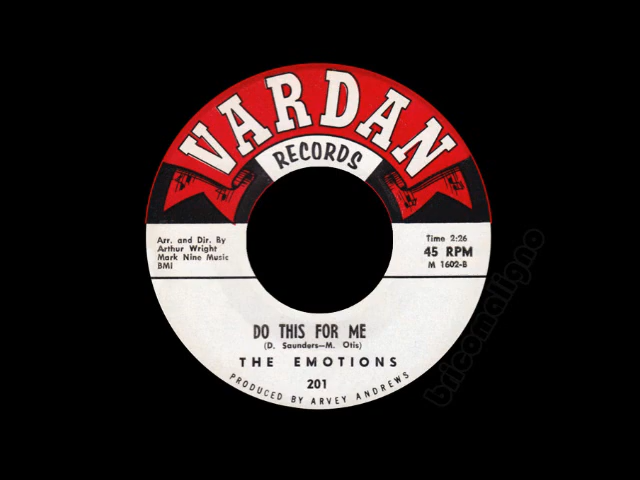 VARDAN
RECORDS
Arr. and Dir. By
Arthur Wright
Mark Nine Music
BMI
Time 2:26
45 RPM
M 1602-B
DO THIS FOR ME
(D. Saunders—M. Otis)
THE EMOTIONS
201
PRODUCED BY ARVEY ANDREWS
bricomaligno